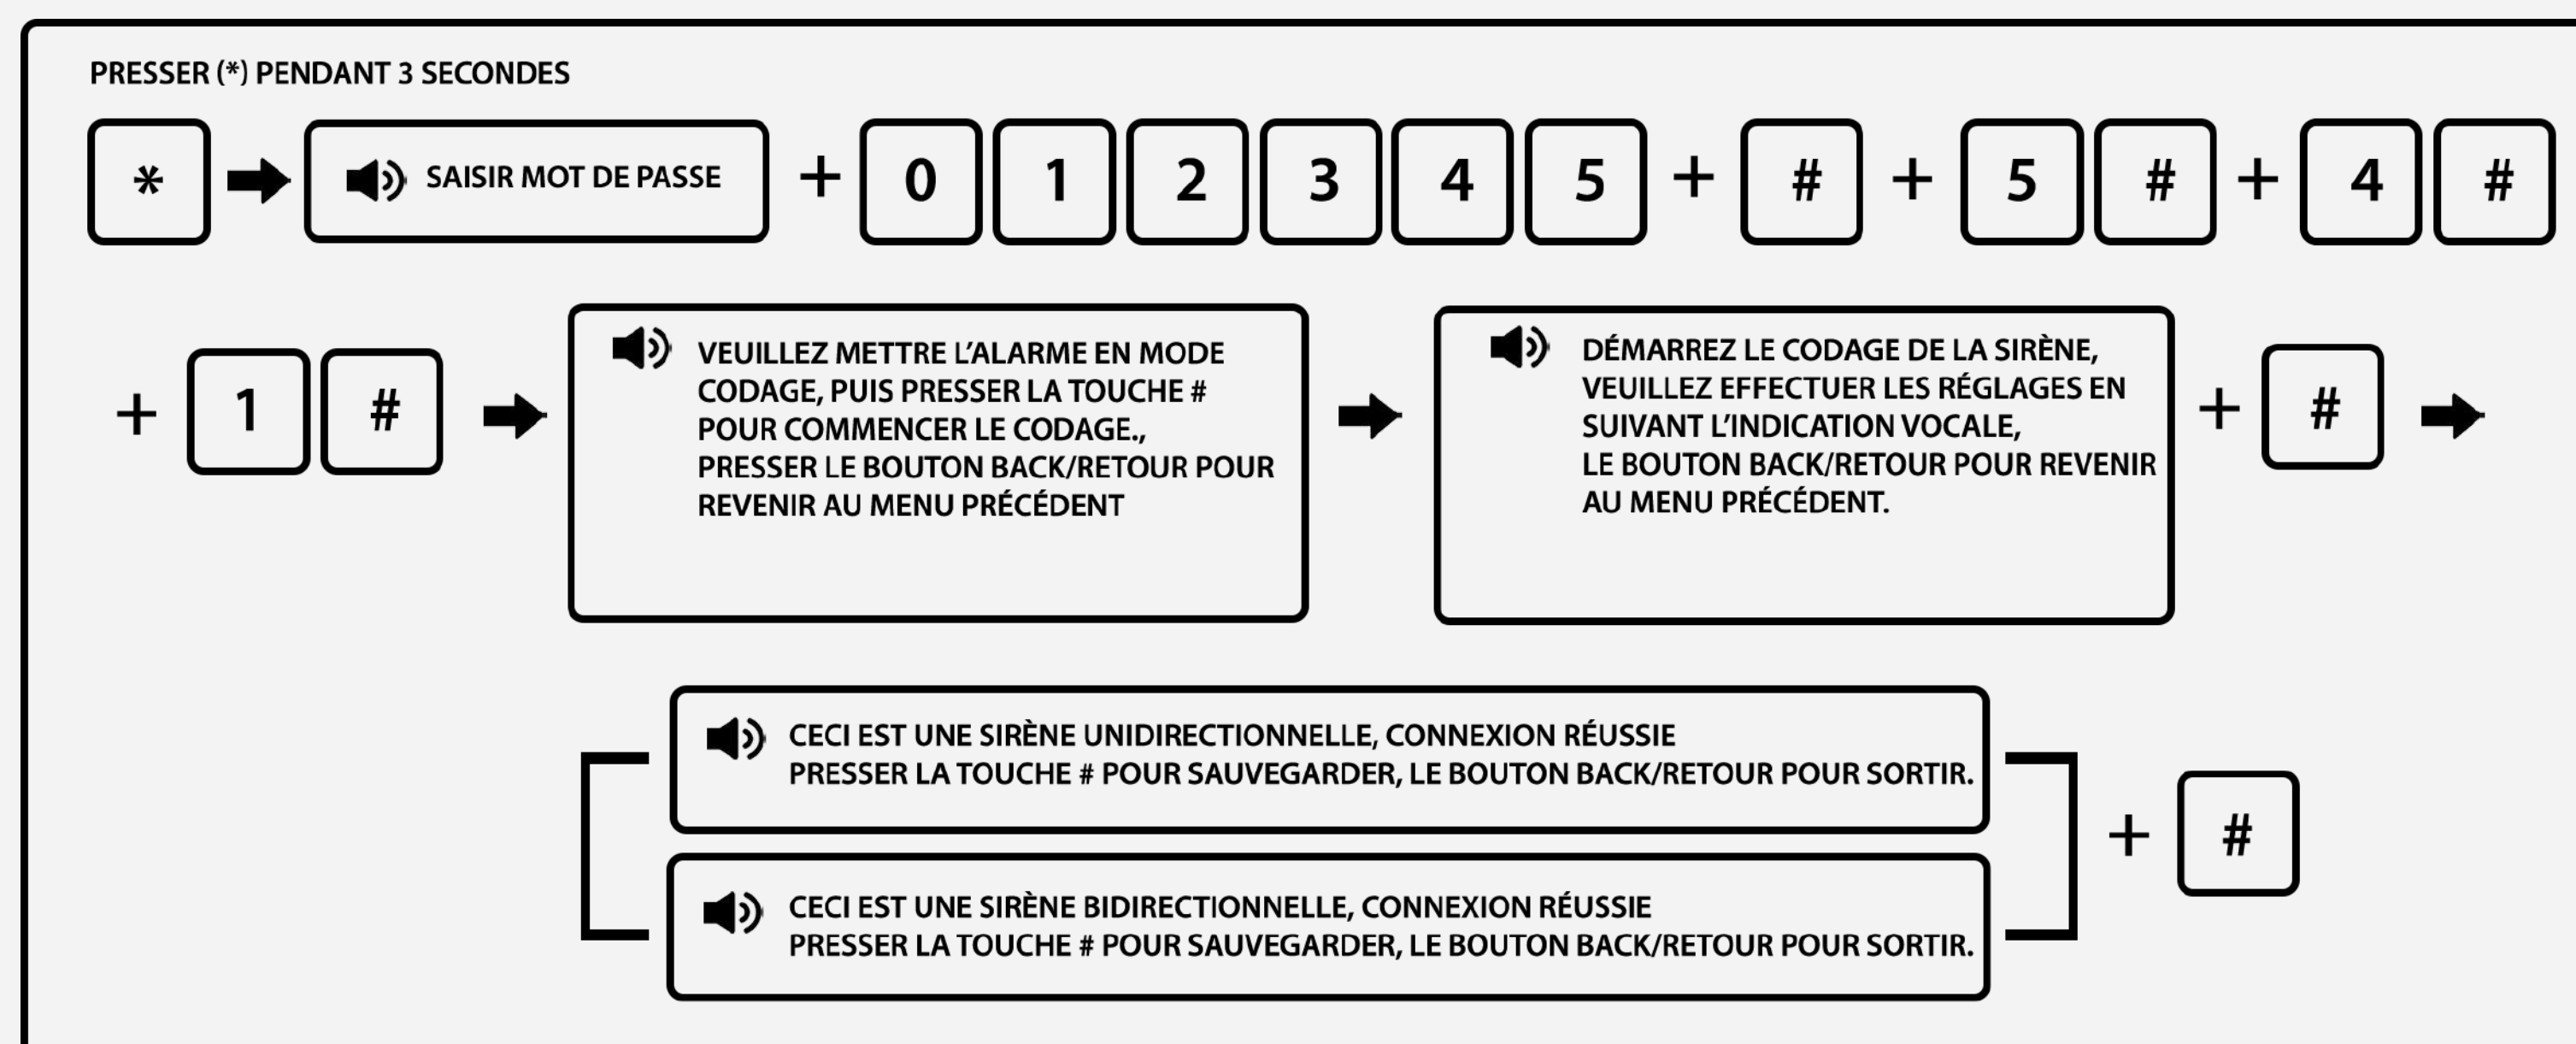 PRESSER (*) PENDANT 3 SECONDES
* SAISIR MOT DE PASSE + 0 1 2 3 4 5 + # + 5 # + 4 #
+ 1 #
VEUILLEZ METTRE L’ALARME EN MODE
CODAGE, PUIS PRESSER LA TOUCHE #
POUR COMMENCER LE CODAGE.,
PRESSER LE BOUTON BACK/RETOUR POUR
REVENIR AU MENU PRÉCÉDENT
DÉMARREZ LE CODAGE DE LA SIRÈNE,
VEUILLEZ EFFECTUER LES RÉGLAGES EN
SUIVANT L’INDICATION VOCALE,
LE BOUTON BACK/RETOUR POUR REVENIR
AU MENU PRÉCÉDENT.
+ #
CECI EST UNE SIRÈNE UNIDIRECTIONNELLE, CONNEXION RÉUSSIE
PRESSER LA TOUCHE # POUR SAUVEGARDER, LE BOUTON BACK/RETOUR POUR SORTIR.
CECI EST UNE SIRÈNE BIDIRECTIONNELLE, CONNEXION RÉUSSIE
PRESSER LA TOUCHE # POUR SAUVEGARDER, LE BOUTON BACK/RETOUR POUR SORTIR.
+ #